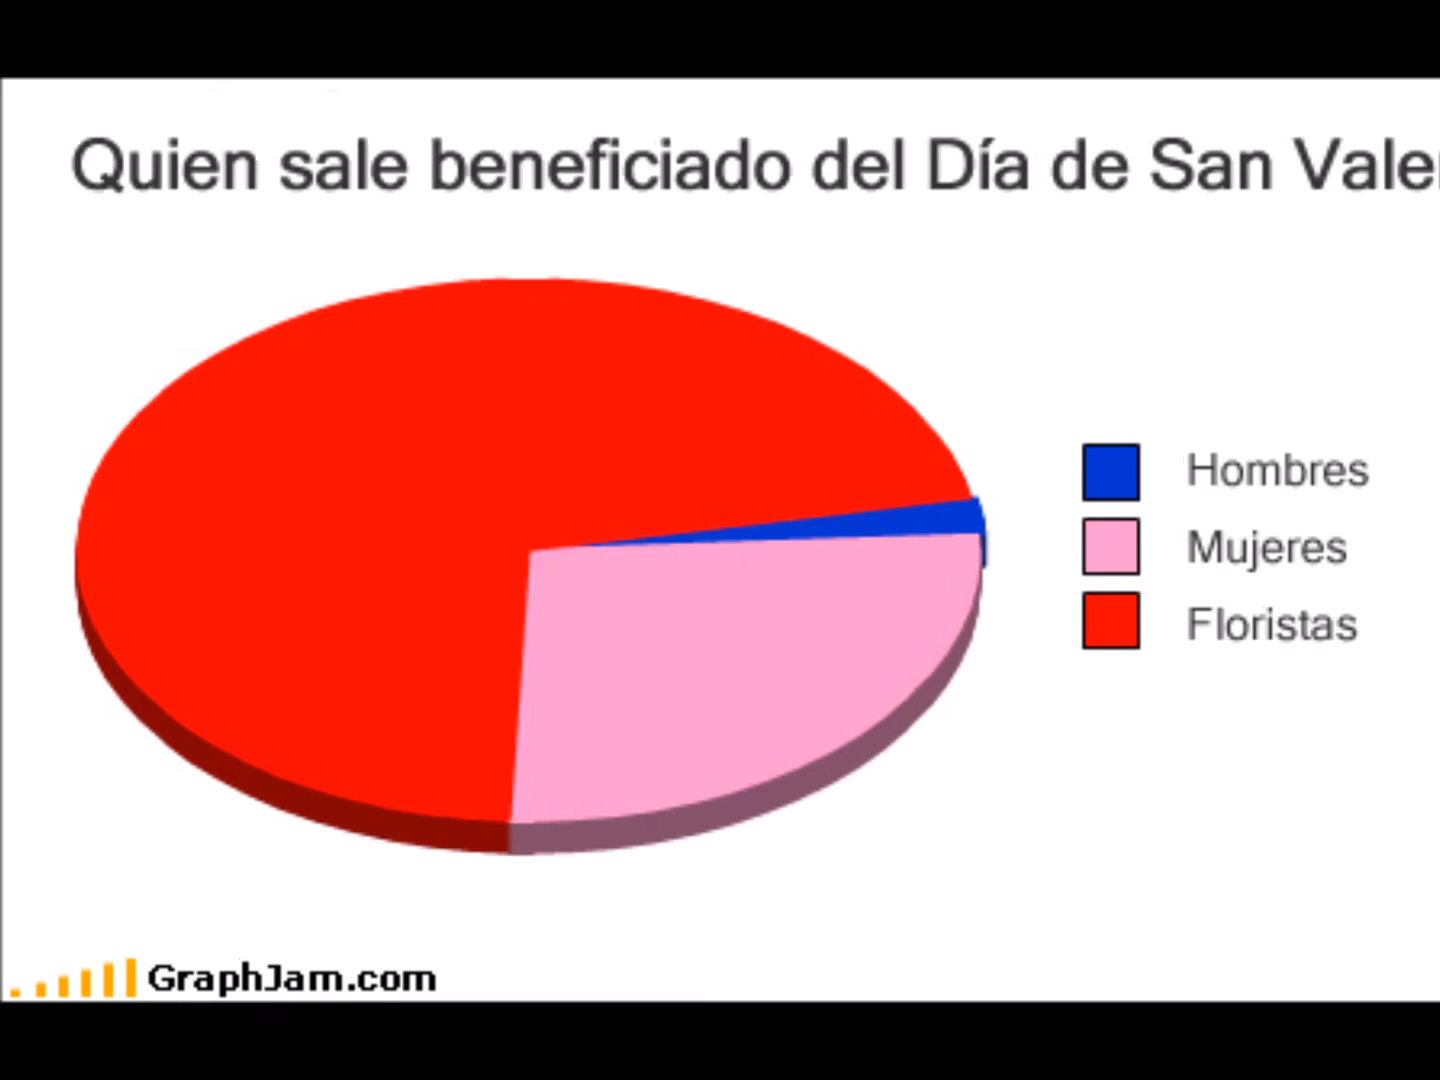 Quien sale beneficiado del Día de San Vale
Hombres
Mujeres
Floristas
GraphJam.com